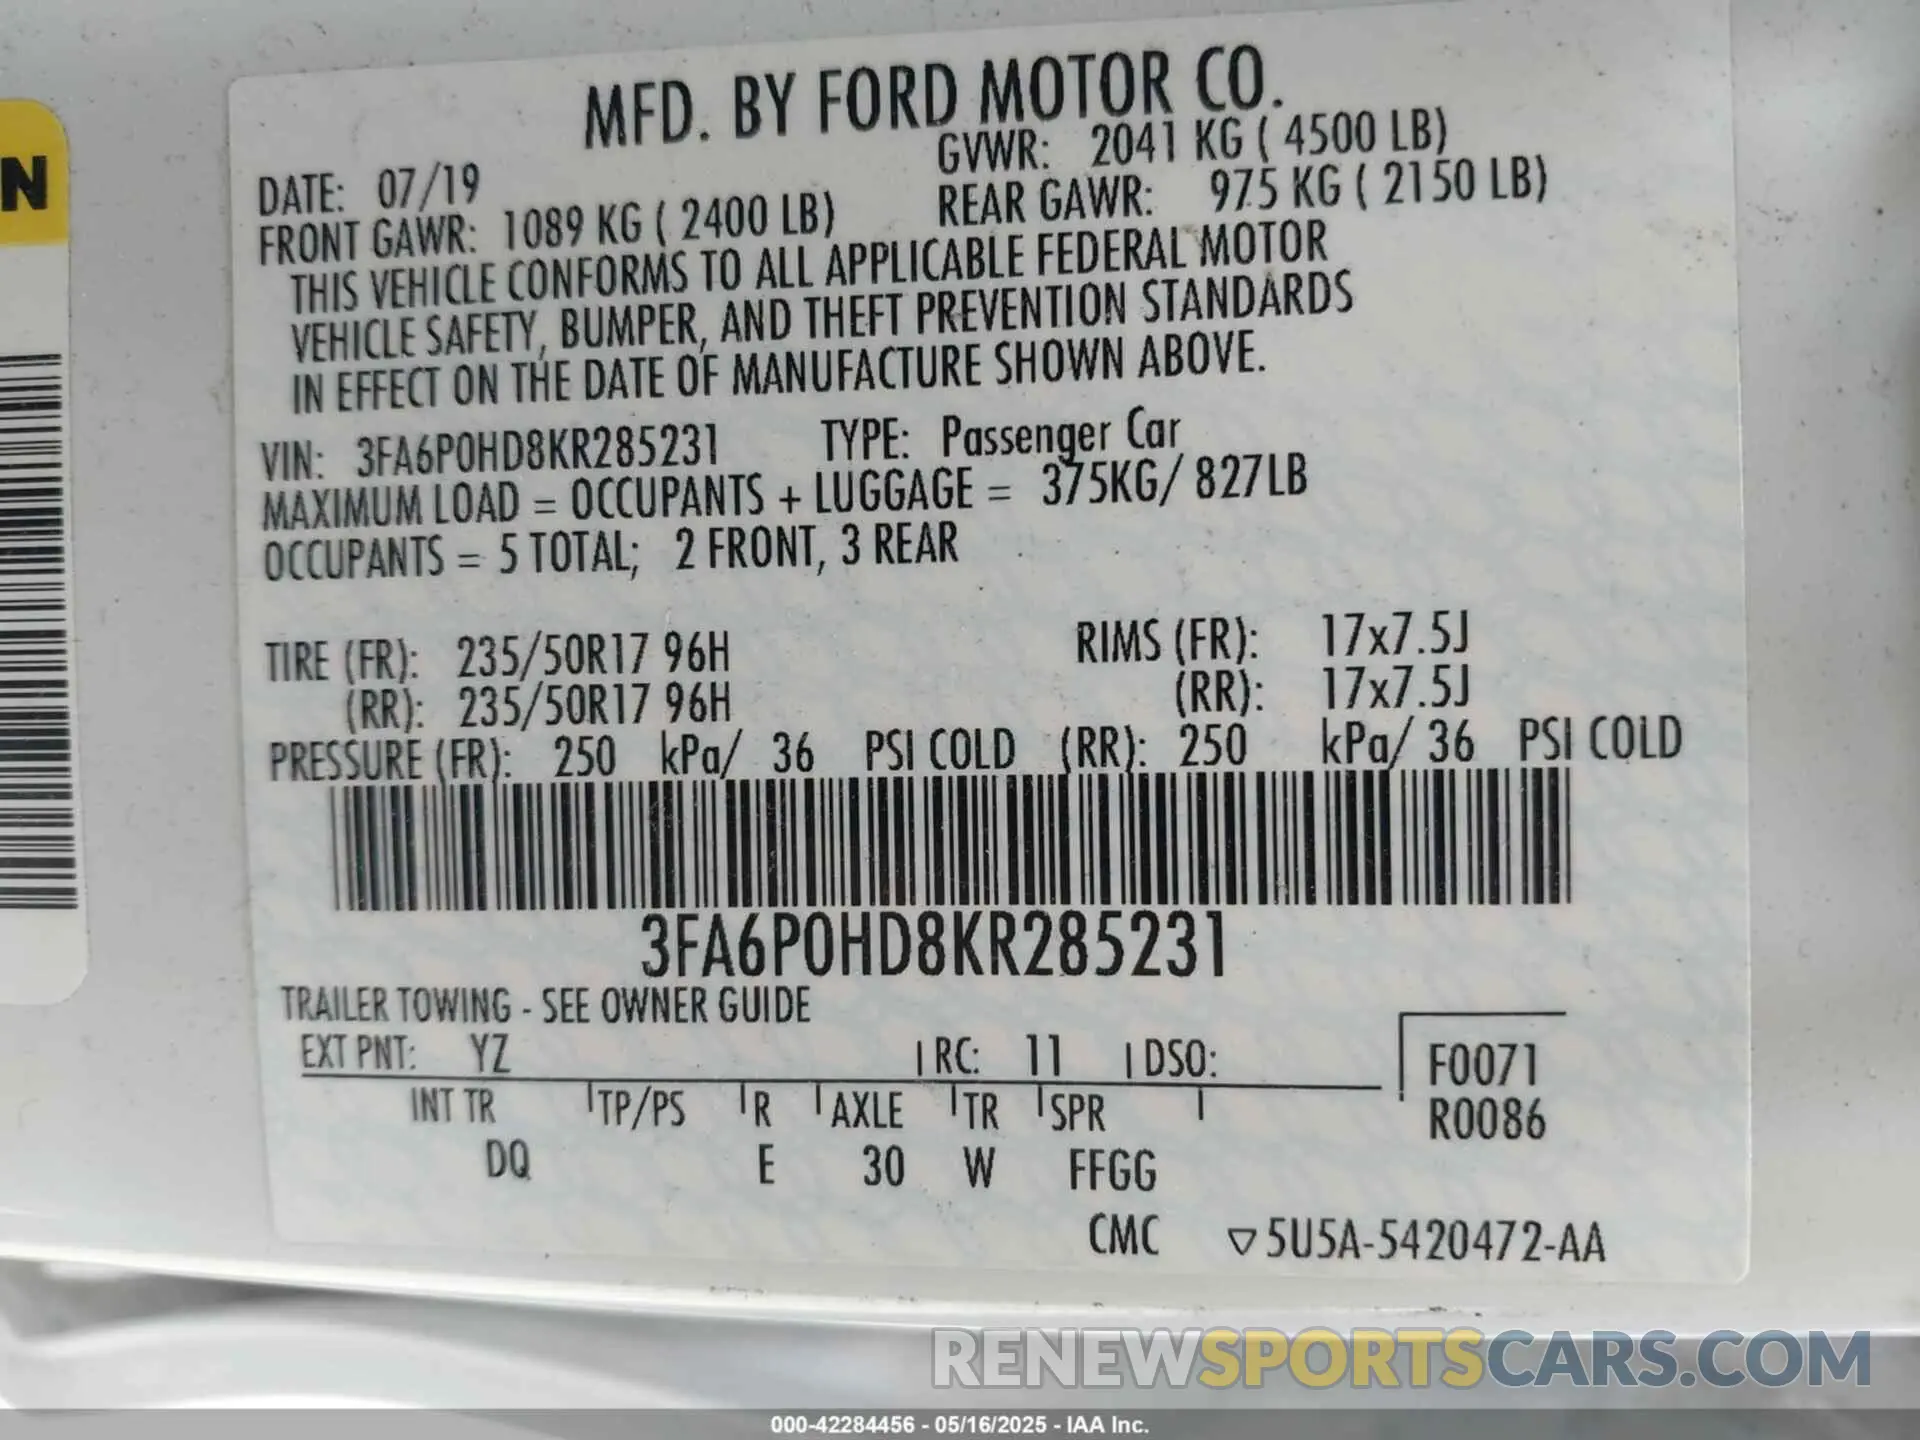 N
MFD. BY FORD MOTOR CO.
DATE: 07/19 GVWR: 2041 KG ( 4500 LB)
FRONT GAWR: 1089 KG ( 2400 LB) REAR GAWR: 975 KG ( 2150 LB)
THIS VEHICLE CONFORMS TO ALL APPLICABLE FEDERAL MOTOR
VEHICLE SAFETY, BUMPER, AND THEFT PREVENTION STANDARDS
IN EFFECT ON THE DATE OF MANUFACTURE SHOWN ABOVE.
VIN: 3FA6P0HD8KR285231 TYPE: Passenger Car
MAXIMUM LOAD = OCCUPANTS + LUGGAGE = 375KG/ 827LB
OCCUPANTS = 5 TOTAL; 2 FRONT, 3 REAR
TIRE (FR): 235/50R17 96H RIMS (FR): 17x7.5J
(RR): 235/50R17 96H (RR): 17x7.5J
PRESSURE (FR): 250 kPa/ 36 PSI COLD (RR): 250 kPa/ 36 PSI COLD
3FA6P0HD8KR285231
TRAILER TOWING - SEE OWNER GUIDE
EXT PNT: YZ RC: 11 DSO: F0071
INT TR TP/PS R AXLE TR SPR R0086
DQ E 30 W FFGG
CMC ▽5U5A-5420472-AA
RENEWSPORTSCARS.COM
000-42284456 - 05/16/2025 - IAA Inc.